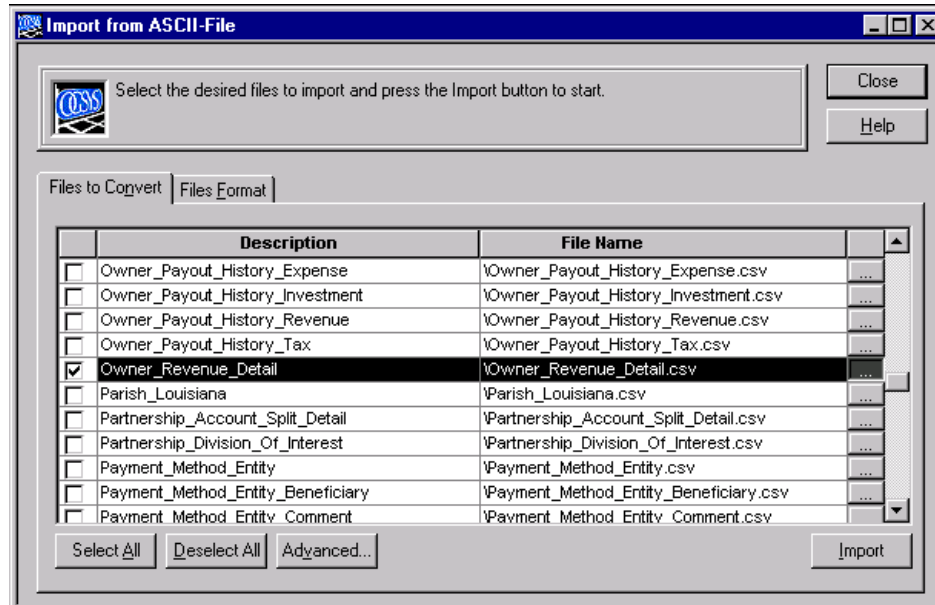 Import from ASCII-File
Select the desired files to import and press the Import button to start.
Close
Help
Files to Convert
Files Format
Description File Name
Owner_Payout_History_Expense \Owner_Payout_History_Expense.csv ...
Owner_Payout_History_Investment \Owner_Payout_History_Investment.csv ...
Owner_Payout_History_Revenue \Owner_Payout_History_Revenue.csv ...
Owner_Payout_History_Tax \Owner_Payout_History_Tax.csv ...
Owner_Revenue_Detail \Owner_Revenue_Detail.csv ...
Parish_Louisiana \Parish_Louisiana.csv ...
Partnership_Account_Split_Detail \Partnership_Account_Split_Detail.csv ...
Partnership_Division_Of_Interest \Partnership_Division_Of_Interest.csv ...
Payment_Method_Entity \Payment_Method_Entity.csv ...
Payment_Method_Entity_Beneficiary \Payment_Method_Entity_Beneficiary.csv ...
Payment_Method_Entity_Comment \Payment_Method_Entity_Comment.csv
Select All Deselect All Advanced... Import